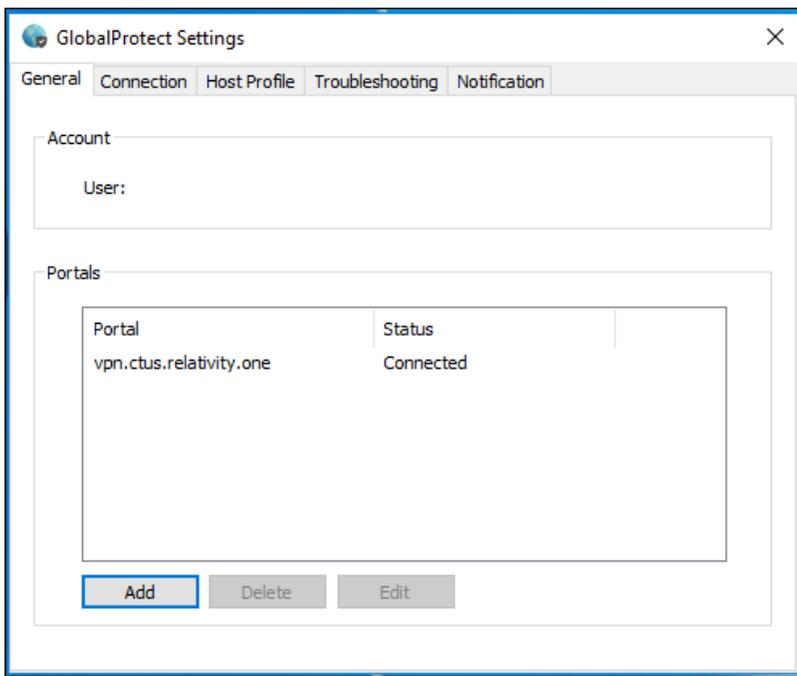 GlobalProtect Settings
General Connection Host Profile Troubleshooting Notification
Account
User:
Portals
Portal Status
vpn.ctus.relativity.one Connected
Add Delete Edit